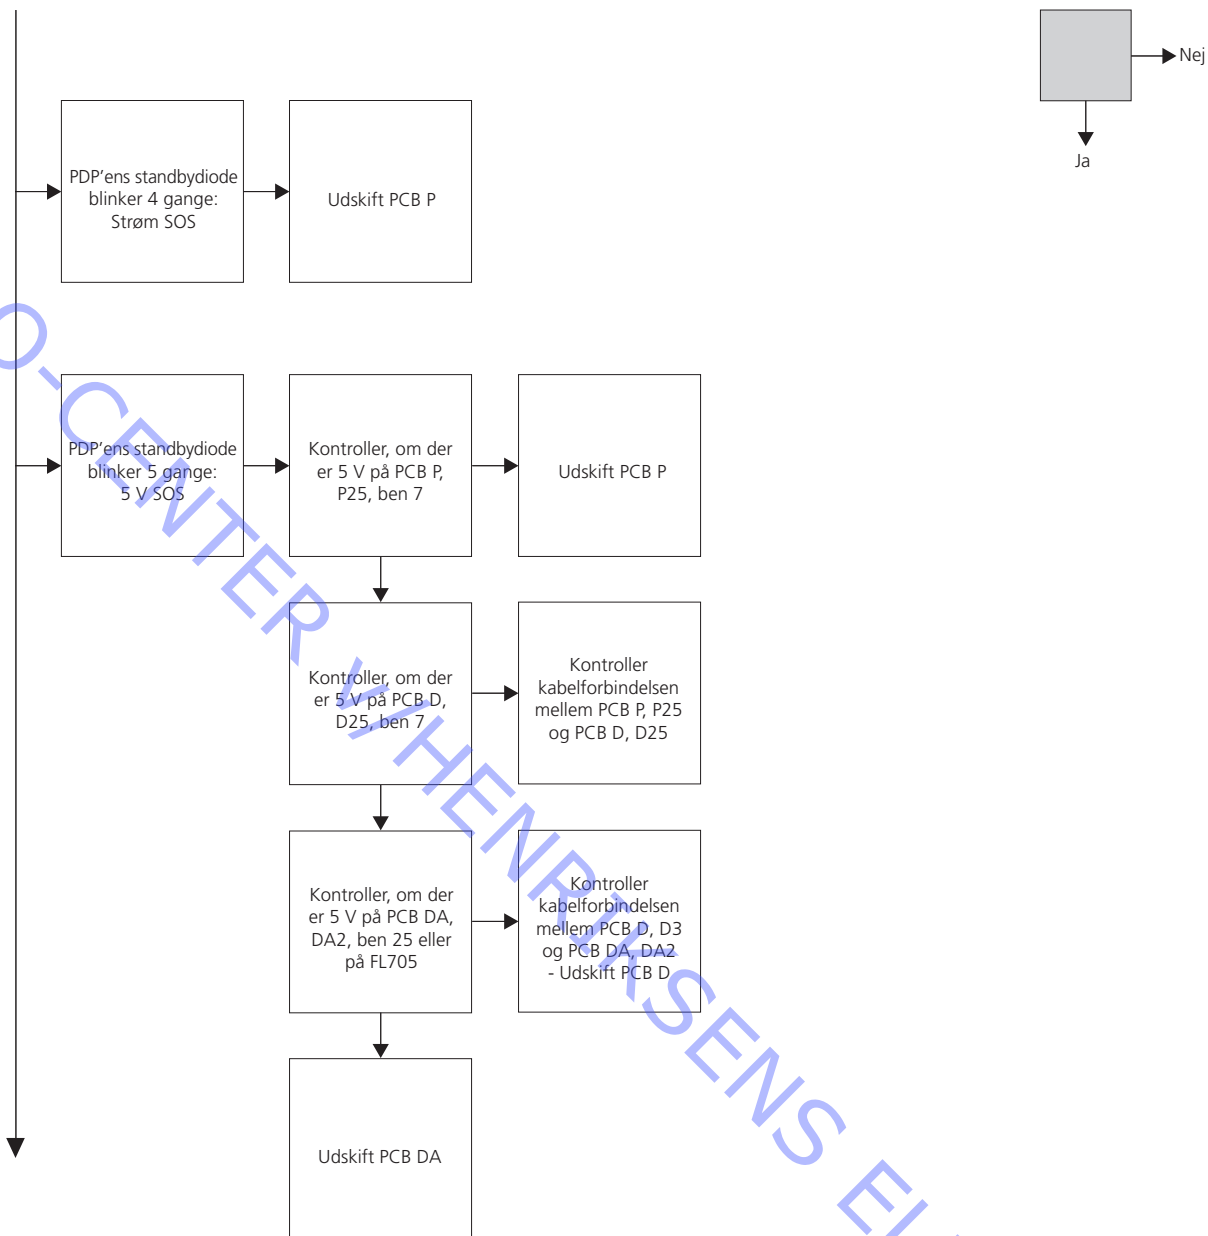 Nej
Ja
PDP'ens standbydiode
blinker 4 gange:
Strøm SOS
Udskift PCB P
PDP'ens standbydiode
blinker 5 gange:
5 V SOS
Kontroller, om der
er 5 V på PCB P,
P25, ben 7
Udskift PCB P
Kontroller, om der
er 5 V på PCB D,
D25, ben 7
Kontroller
kabelforbindelsen
mellem PCB P, P25
og PCB D, D25
Kontroller, om der
er 5 V på PCB DA,
DA2, ben 25 eller
på FL705
Kontroller
kabelforbindelsen
mellem PCB D, D3
og PCB DA, DA2
- Udskift PCB D
Udskift PCB DA
O-CENTER v/HENRIKSENS